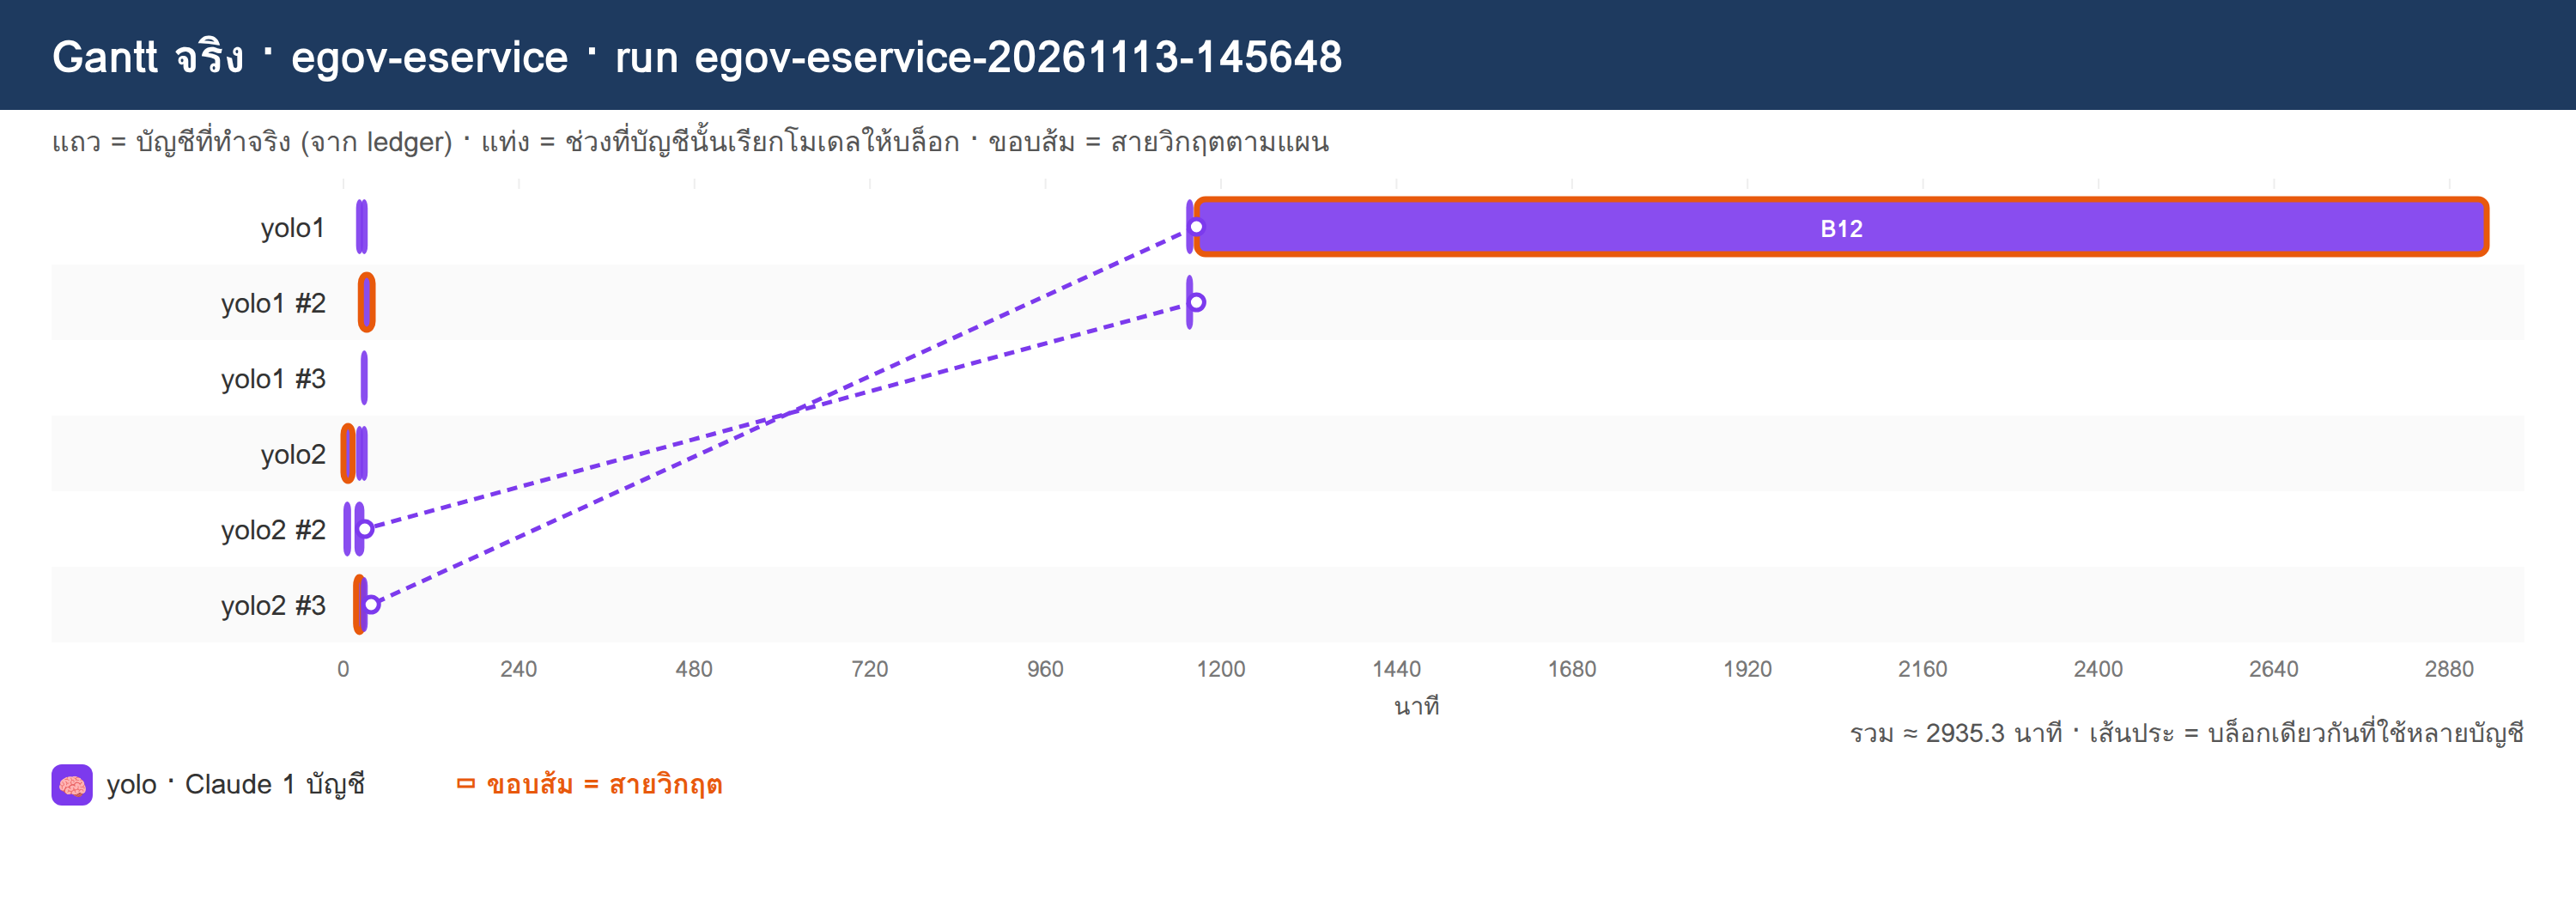 Gantt จริง · egov-eservice · run egov-eservice-20261113-145648
แถว = บัญชีที่ทำจริง (จาก ledger) · แท่ง = ช่วงที่บัญชีนั้นเรียกโมเดลให้บล็อก · ขอบส้ม = สายวิกฤตตามแผน
yolo1
B12
yolo1 #2
yolo1 #3
yolo2
yolo2 #2
yolo2 #3
0 240 480 720 960 1200 1440 1680 1920 2160 2400 2640 2880
นาที
รวม ≈ 2935.3 นาที · เส้นประ = บล็อกเดียวกันที่ใช้หลายบัญชี
yolo · Claude 1 บัญชี
ขอบส้ม = สายวิกฤต